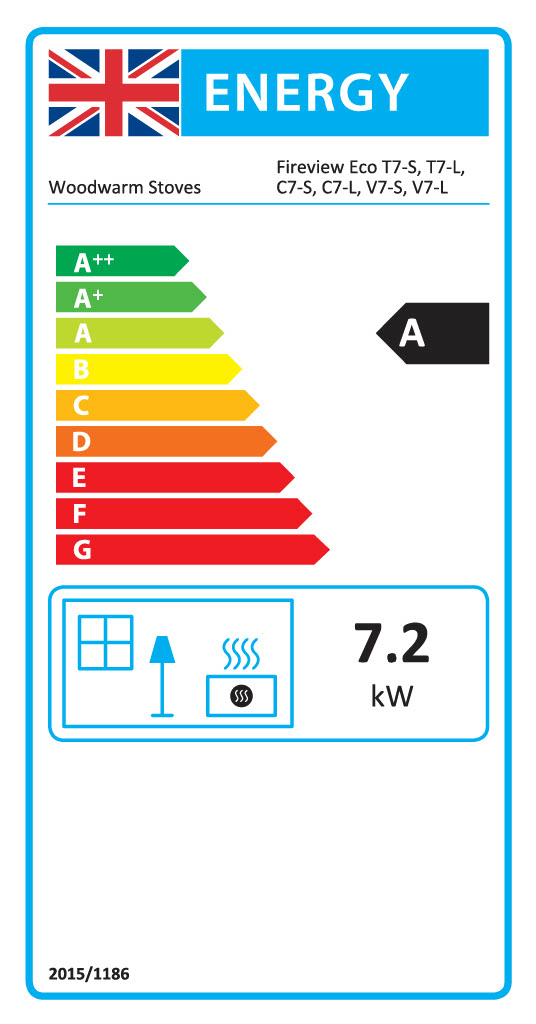 ENERGY
Woodwarm Stoves
Fireview Eco T7-S, T7-L,
C7-S, C7-L, V7-S, V7-L
A++
A+
A
A
B
C
D
E
F
G
7.2
kW
2015/1186